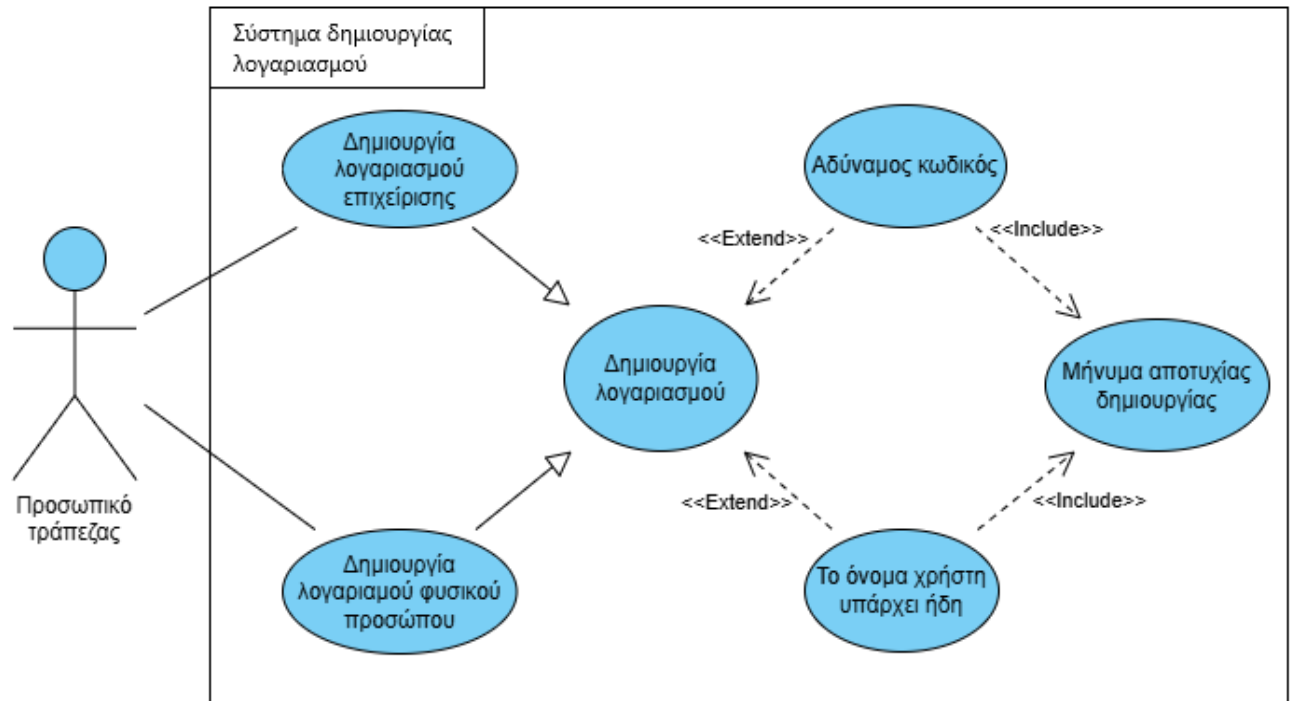 Σύστημα δημιουργίας
λογαριασμού
Δημιουργία
λογαριασμού
επιχείρισης
Αδύναμος κωδικός
<<Extend>>
<<Include>>
Δημιουργία
λογαριασμού
Μήνυμα αποτυχίας
δημιουργίας
Προσωπικό
τράπεζας
<<Extend>>
<<Include>>
Δημιουργία
λογαριαμού φυσικού
προσώπου
Το όνομα χρήστη
υπάρχει ήδη